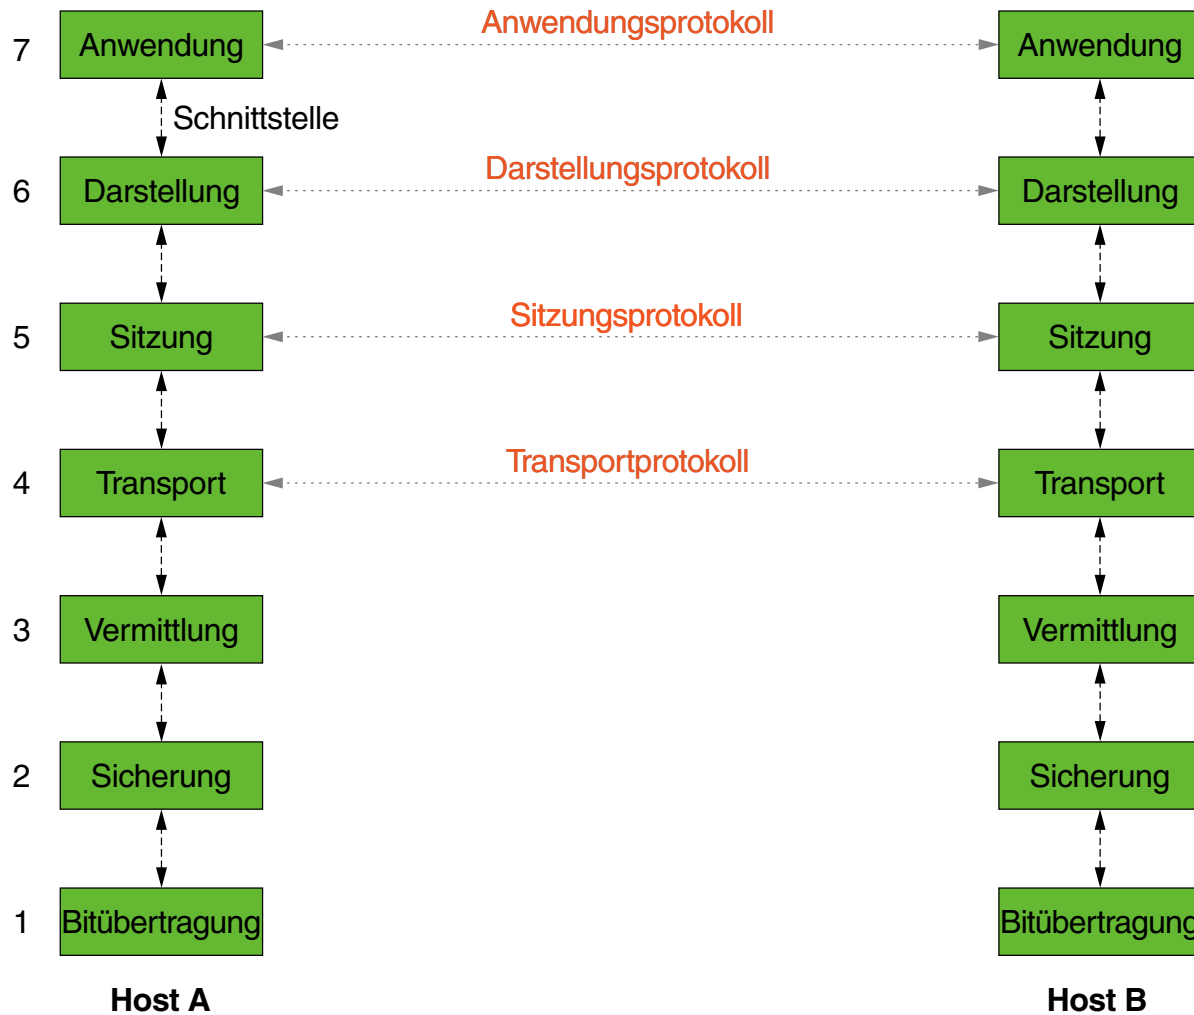 7 Anwendung Anwendungsprotokoll Anwendung
Schnittstelle
6 Darstellung Darstellungsprotokoll Darstellung
5 Sitzung Sitzungsprotokoll Sitzung
4 Transport Transportprotokoll Transport
3 Vermittlung Vermittlung
2 Sicherung Sicherung
1 Bitübertragung Bitübertragung
Host A Host B